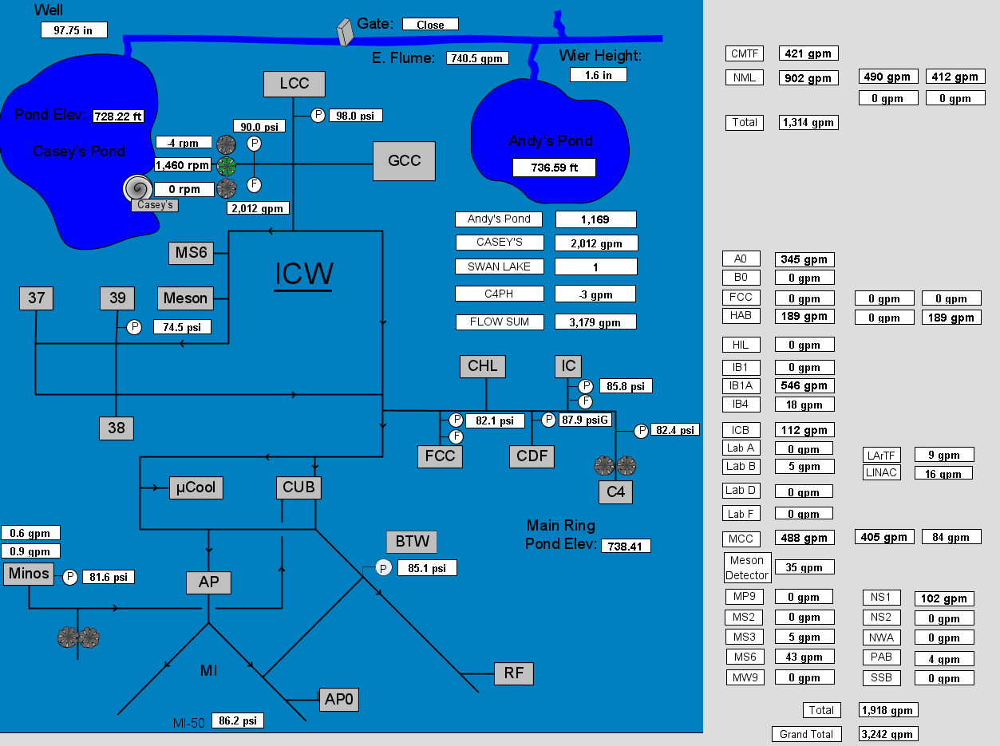 Well
97.75 in
Gate: Close
E. Flume: 740.5 gpm
Wier Height:
1.6 in
LCC
P 98.0 psi
Pond Elev: 728.22 ft
Casey's Pond
90.0 psi
-4 rpm P
1,460 rpm
0 rpm F
Casey's
2,012 gpm
GCC
Andy's Pond
736.59 ft
Andy's Pond 1,169
CASEY'S 2,012 gpm
SWAN LAKE 1
C4PH -3 gpm
FLOW SUM 3,179 gpm
MS6
ICW
37 39 Meson
P 74.5 psi
38
CHL IC
P 85.8 psi
F
P 82.1 psi P 87.9 psiG
F
P 82.4 psi
FCC CDF
C4
µCool CUB
Main Ring
Pond Elev: 738.41
0.6 gpm
0.9 gpm
Minos P 81.6 psi
BTW
P 85.1 psi
AP
MI
RF
AP0
MI-50 86.2 psi
CMTF 421 gpm
NML 902 gpm 490 gpm 412 gpm
0 gpm 0 gpm
Total 1,314 gpm
A0 345 gpm
B0 0 gpm
FCC 0 gpm 0 gpm 0 gpm
HAB 189 gpm 0 gpm 189 gpm
HIL 0 gpm
IB1 0 gpm
IB1A 546 gpm
IB4 18 gpm
ICB 112 gpm
Lab A 0 gpm LArTF 9 gpm
Lab B 5 gpm LINAC 16 gpm
Lab D 0 gpm
Lab F 0 gpm
MCC 488 gpm 405 gpm 84 gpm
Meson
Detector 35 gpm
MP9 0 gpm NS1 102 gpm
MS2 0 gpm NS2 0 gpm
MS3 5 gpm NWA 0 gpm
MS6 43 gpm PAB 4 gpm
MW9 0 gpm SSB 0 gpm
Total 1,918 gpm
Grand Total 3,242 gpm